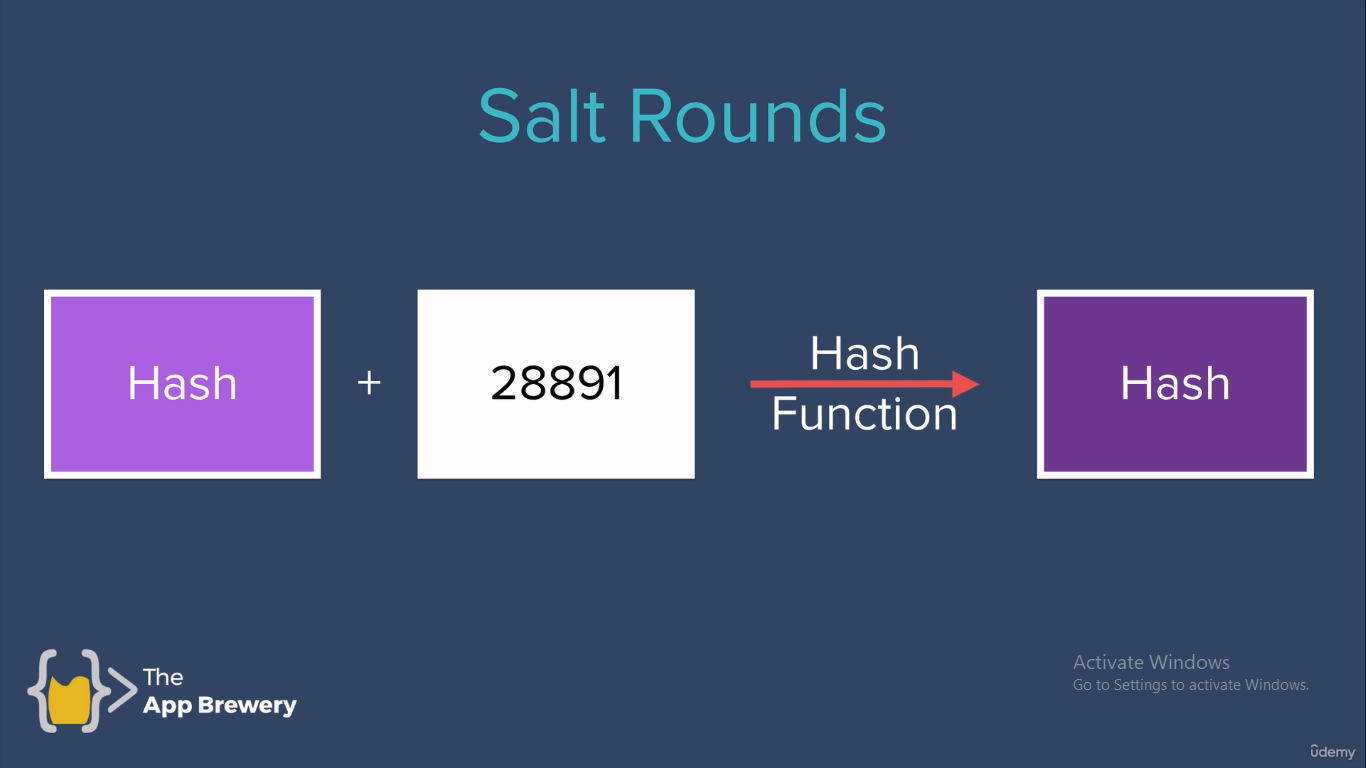 Salt Rounds
Hash
+
28891
Hash
Function
Hash
The
App Brewery
Activate Windows
Go to Settings to activate Windows.
ûdemy